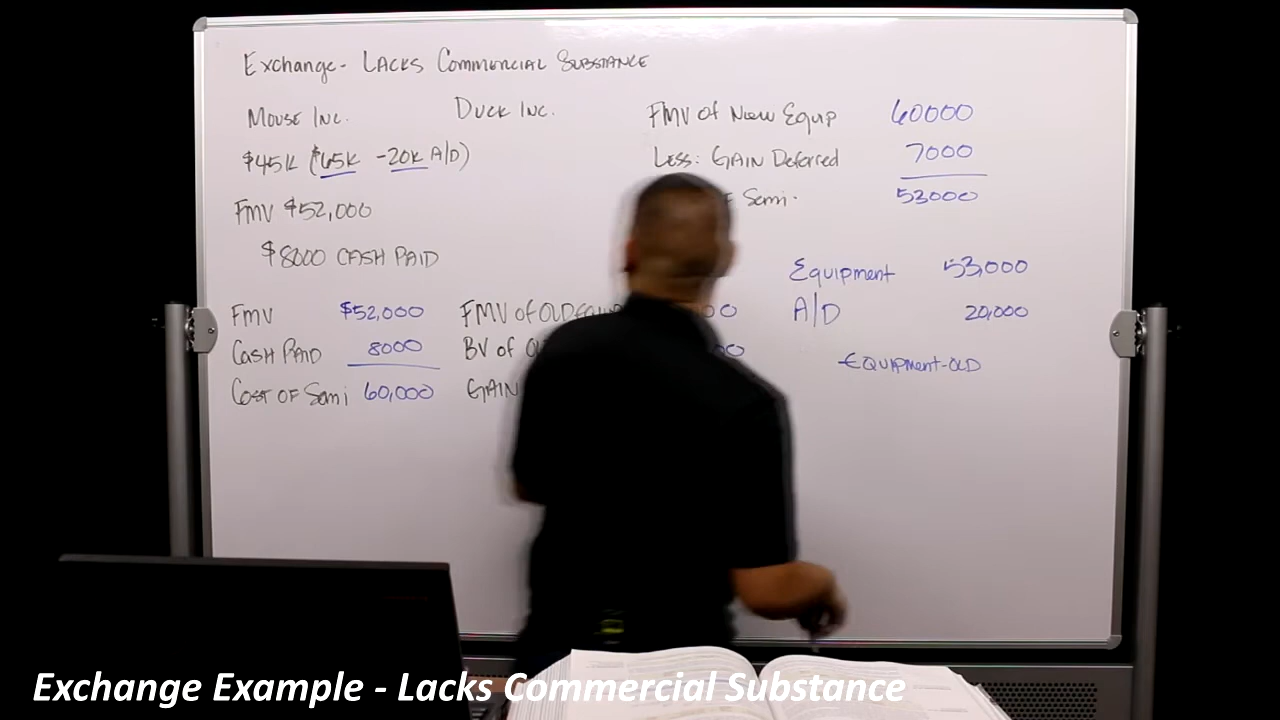 Exchange - LACKS COMMERCIAL SUBSTANCE
MOUSE INC. DUCK INC.
$45K ($65K -20K A/D)
FMV $52,000
$8000 CASH PAID
FMV $52,000
CASH PAID 8000
COST OF Semi 60,000
FMV of OLD
BV of
GAIN
FMV of New Equip 60000
Less: GAIN Deferred 7000
Semi. 53000
Equipment 53,000
A/D 20,000
EQUIPMENT-OLD
Exchange Example - Lacks Commercial Substance